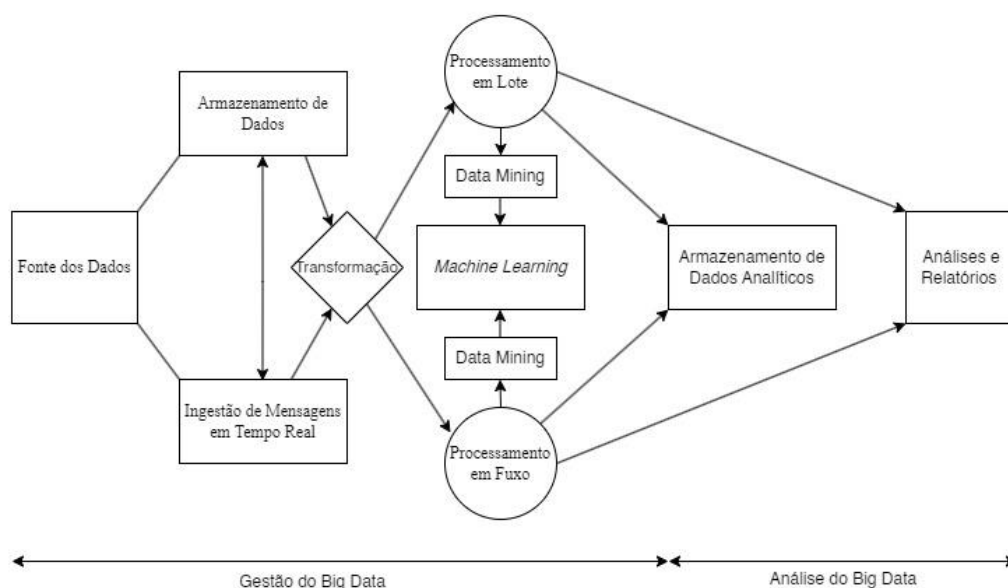 Processamento
em Lote
Armazenamento de
Dados
Data Mining
Fonte dos Dados
Transformação
Machine Learning
Armazenamento de
Dados Analíticos
Análises e
Relatórios
Data Mining
Ingestão de Mensagens
em Tempo Real
Processamento
em Fuxo
Gestão do Big Data
Análise do Big Data